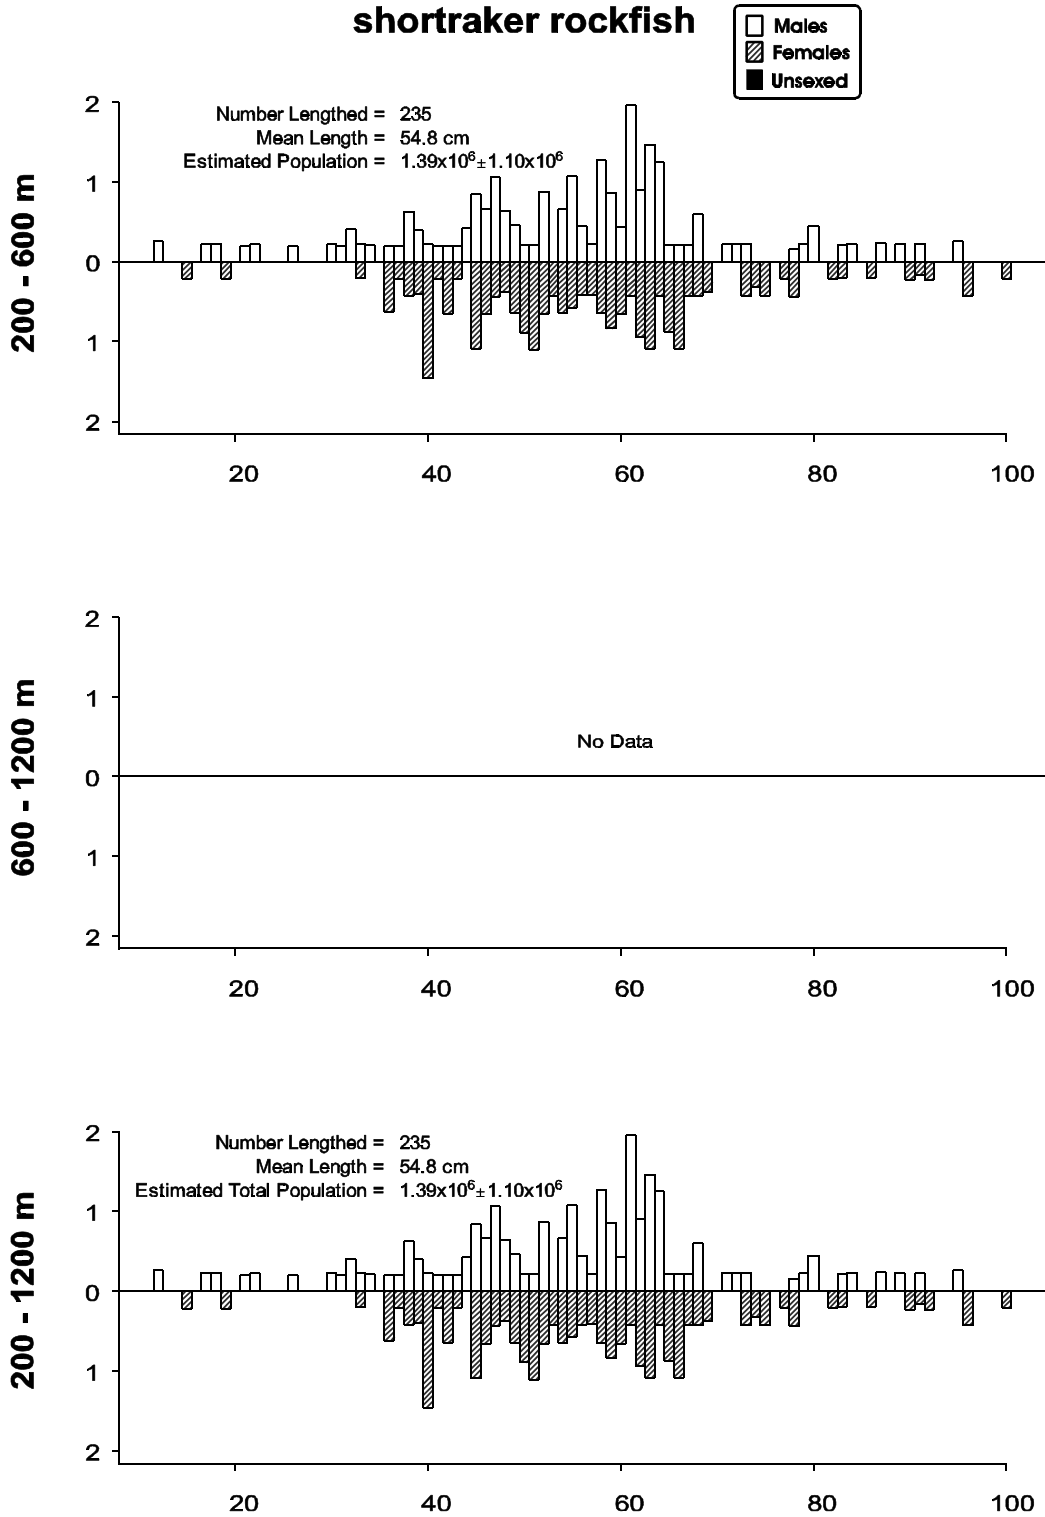 shortraker rockfish
Males
Females
Unsexed
200 - 600 m
Number Lengthed = 235
Mean Length = 54.8 cm
Estimated Population = 1.39x10⁶±1.10x10⁶
2
1
0
1
2
20 40 60 80 100
600 - 1200 m
2
1
No Data
0
1
2
20 40 60 80 100
200 - 1200 m
2
Number Lengthed = 235
Mean Length = 54.8 cm
Estimated Total Population = 1.39x10⁶±1.10x10⁶
1
0
1
2
20 40 60 80 100